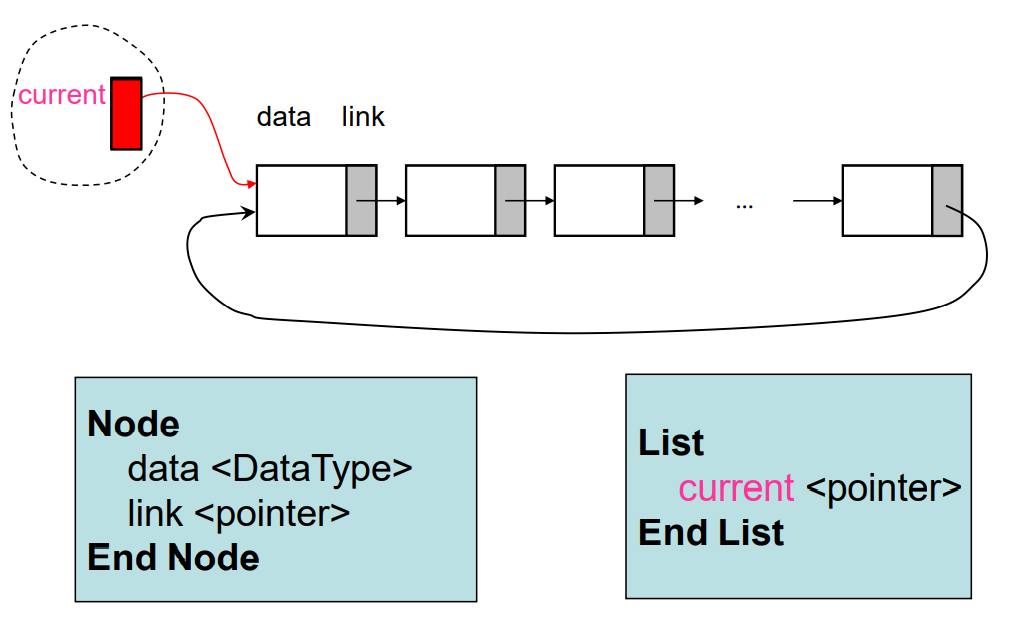 current
data link
...
Node
data <DataType>
link <pointer>
End Node
List
current <pointer>
End List